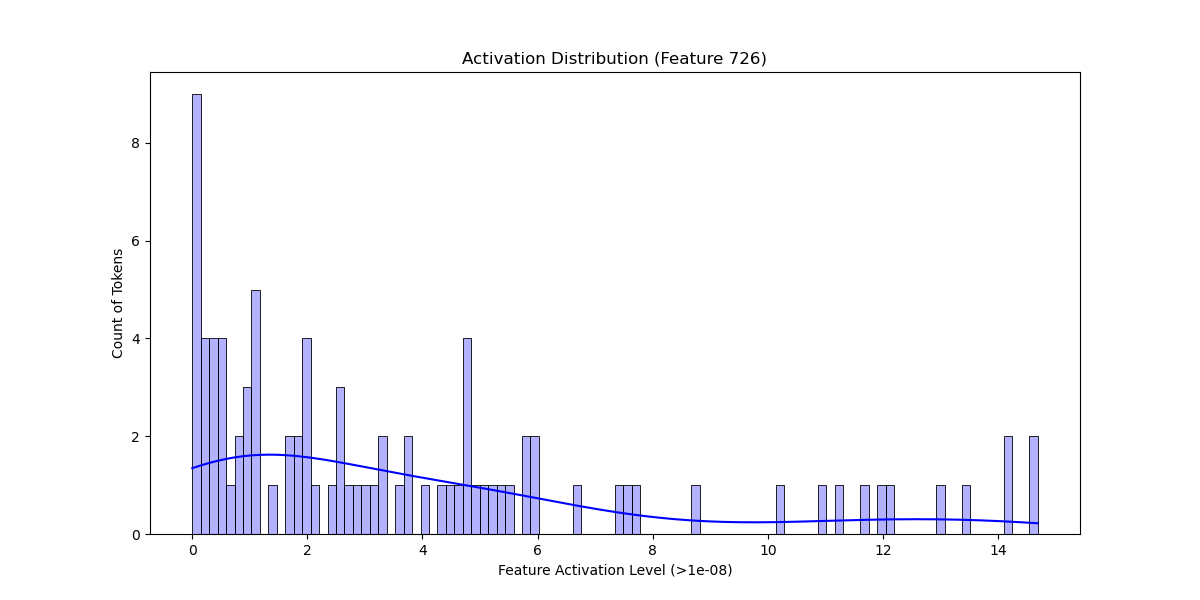 Activation Distribution (Feature 726)
Count of Tokens
8
6
4
2
0
0 2 4 6 8 10 12 14
Feature Activation Level (>1e-08)